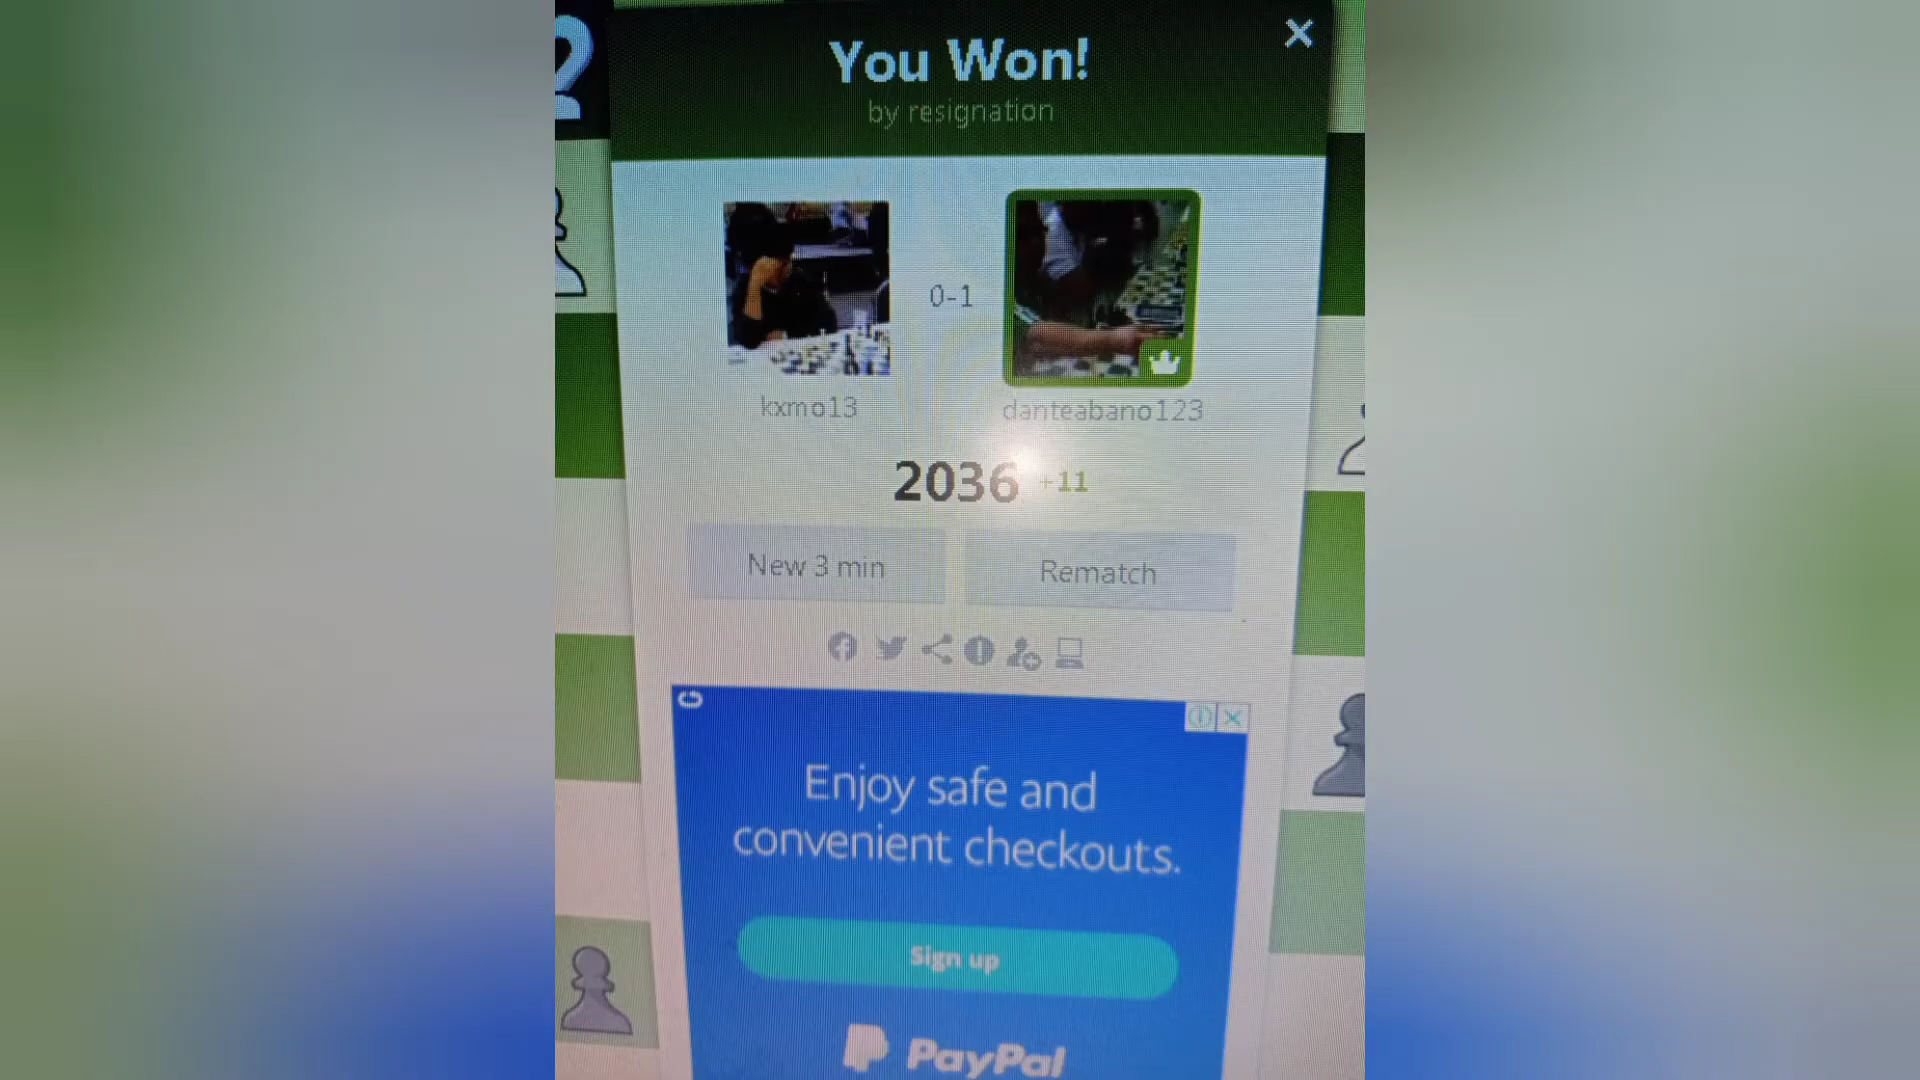 You Won!
by resignation
0-1
kxmo13
danteabano123
2036 +11
New 3 min
Rematch
Enjoy safe and
convenient checkouts.
Sign up
PayPal